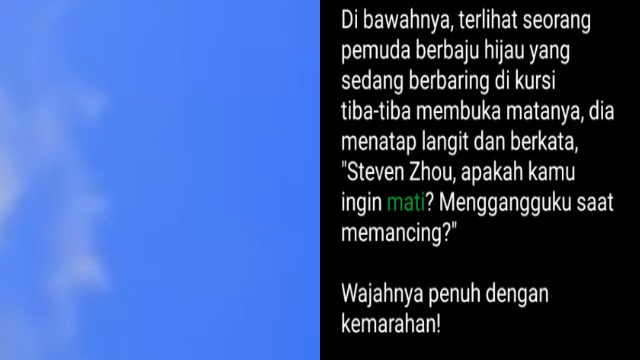 Di bawahnya, terlihat seorang
pemuda berbaju hijau yang
sedang berbaring di kursi
tiba-tiba membuka matanya, dia
menatap langit dan berkata,
"Steven Zhou, apakah kamu
ingin mati? Menggangguku saat
memancing?"
Wajahnya penuh dengan
kemarahan!